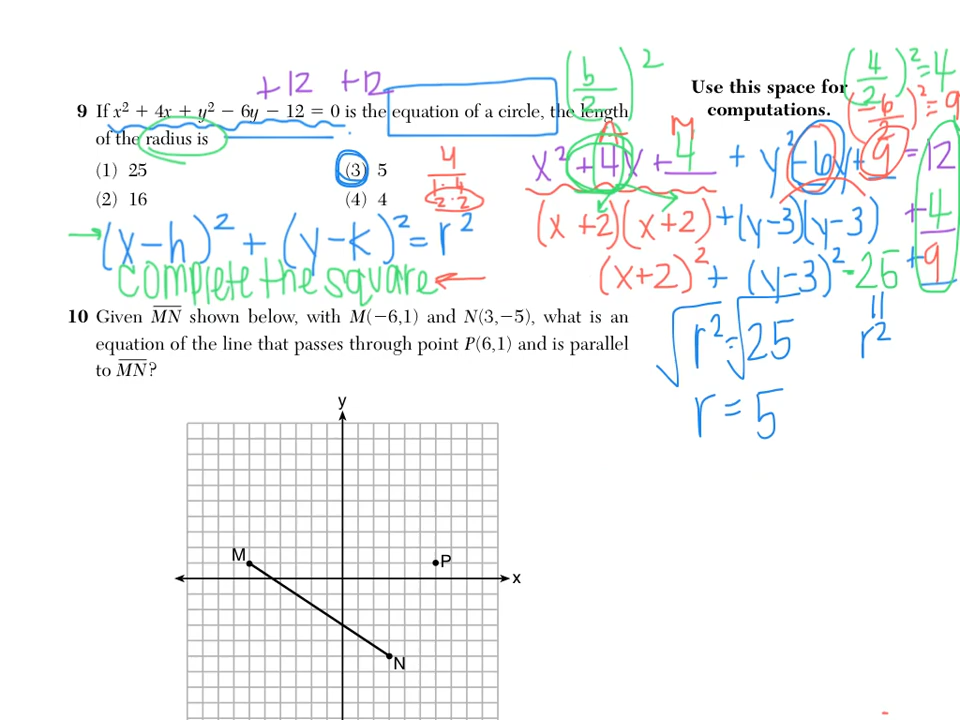 +12 +12 (b/2)² (4/2)² = 4
Use this space for computations.
(-6/2)² = 9
9 If x² + 4x + y² − 6y − 12 = 0 is the equation of a circle, the length
of the radius is
(1) 25 (3) 5
(2) 16 (4) 4
4
1·4
2·2
x² + 4x + 4 + y² - 6y + 9 = 12
+4
+9
(x+2)(x+2) + (y-3)(y-3)
→ (x-h)² + (y-k)² = r²
(x+2)² + (y-3)² = 25
complete the square ←
=
r²
√r² = √25
r = 5
10 Given MN shown below, with M(−6,1) and N(3,−5), what is an
equation of the line that passes through point P(6,1) and is parallel
to MN?
y
M
P
x
N